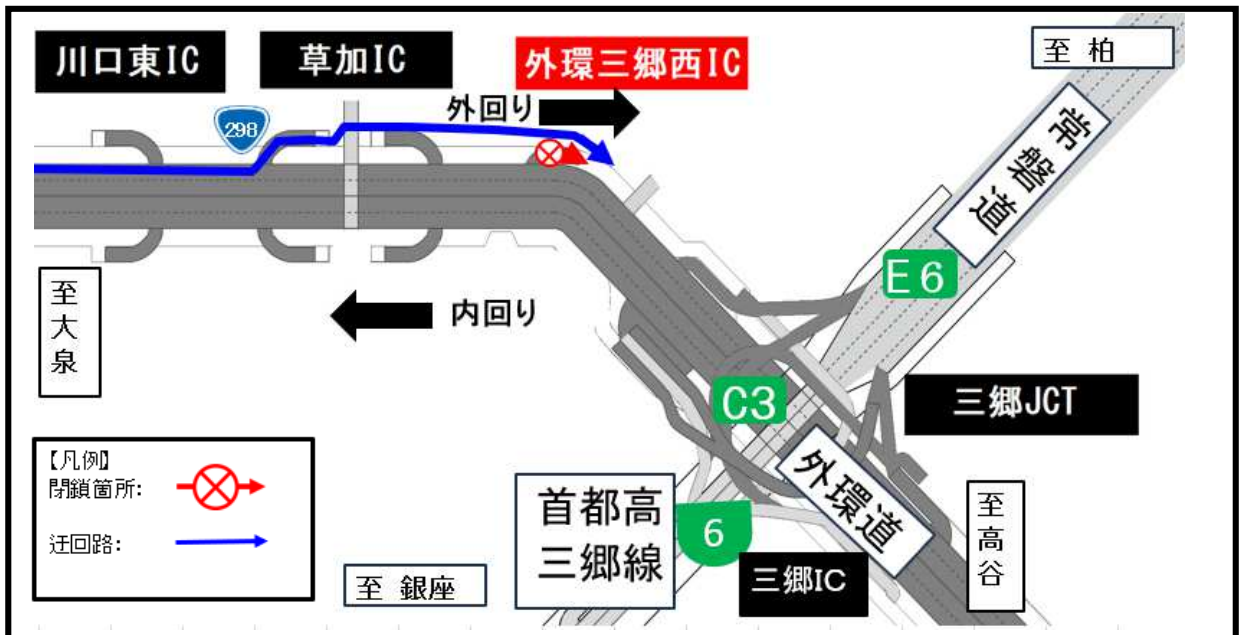 川口東IC
草加IC
外環三郷西IC
至 柏
298
外回り
常磐道
E6
至大泉
内回り
C3
三郷JCT
【凡例】
閉鎖箇所:
迂回路:
外環道
至高谷
首都高
三郷線
6
三郷IC
至 銀座